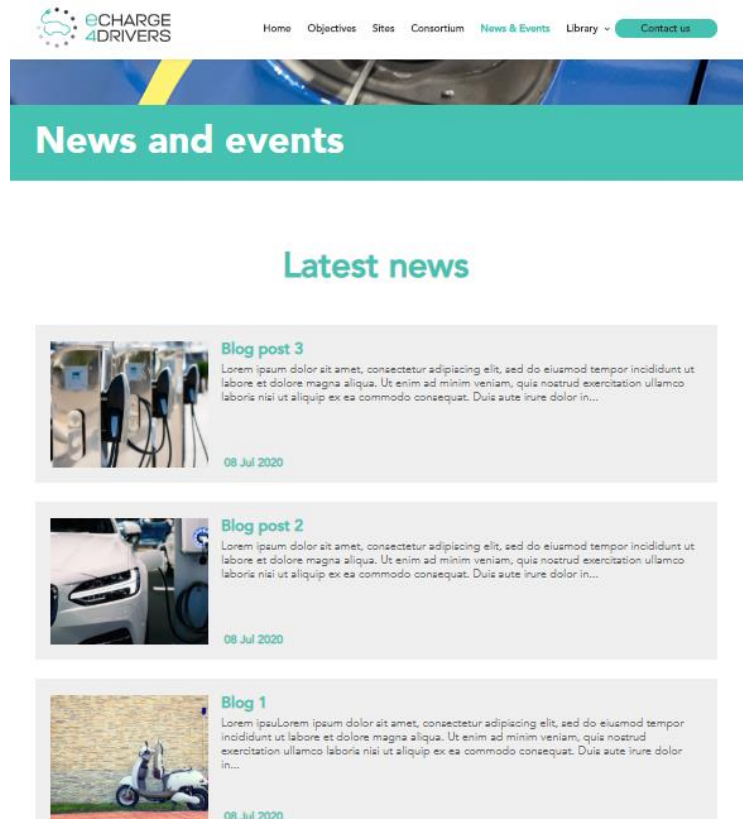 eCHARGE
4DRIVERS
Home Objectives Sites Consortium News & Events Library Contact us
News and events
Latest news
Blog post 3
Lorem ipsum dolor sit amet, consectetur adipiscing elit, sed do eiusmod tempor incididunt ut
labore et dolore magna aliqua. Ut enim ad minim veniam, quis nostrud exercitation ullamco
laboris nisi ut aliquip ex ea commodo consequat. Duis aute irure dolor in...
08 Jul 2020
Blog post 2
Lorem ipsum dolor sit amet, consectetur adipiscing elit, sed do eiusmod tempor incididunt ut
labore et dolore magna aliqua. Ut enim ad minim veniam, quis nostrud exercitation ullamco
laboris nisi ut aliquip ex ea commodo consequat. Duis aute irure dolor in...
08 Jul 2020
Blog 1
Lorem ipsuLorem ipsum dolor sit amet, consectetur adipiscing elit, sed do eiusmod tempor
incididunt ut labore et dolore magna aliqua. Ut enim ad minim veniam, quis nostrud
exercitation ullamco laboris nisi ut aliquip ex ea commodo consequat. Duis aute irure dolor
in...
08 Jul 2020